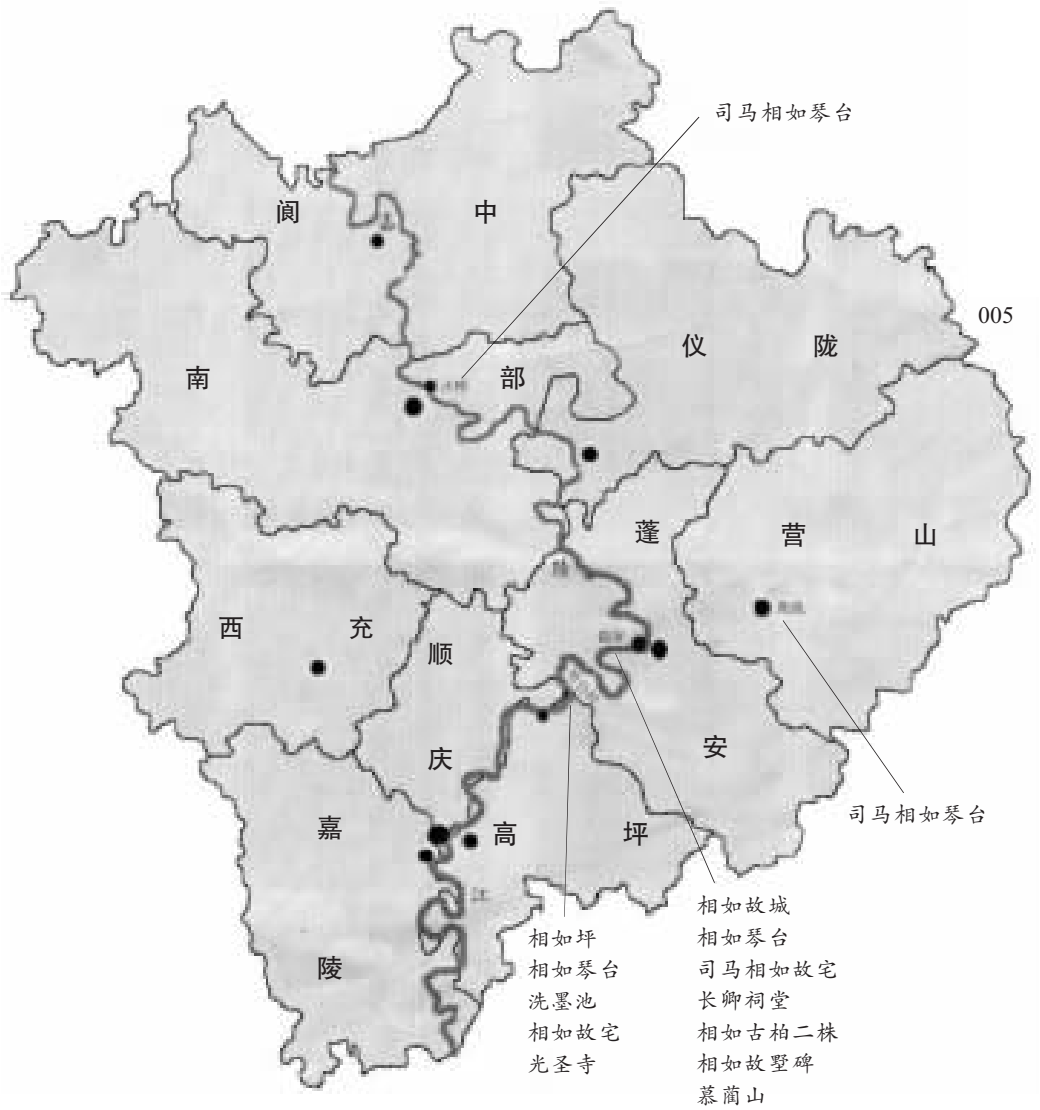 司马相如琴台
阆 中
005
仪 陇
南 部
蓬
营 山
西 充
顺
司马相如琴台
安
庆
嘉
高 坪
陵
江
相如坪
相如琴台
洗墨池
相如故宅
光圣寺
相如故城
相如琴台
司马相如故宅
长卿祠堂
相如古柏二株
相如故墅碑
慕蔺山